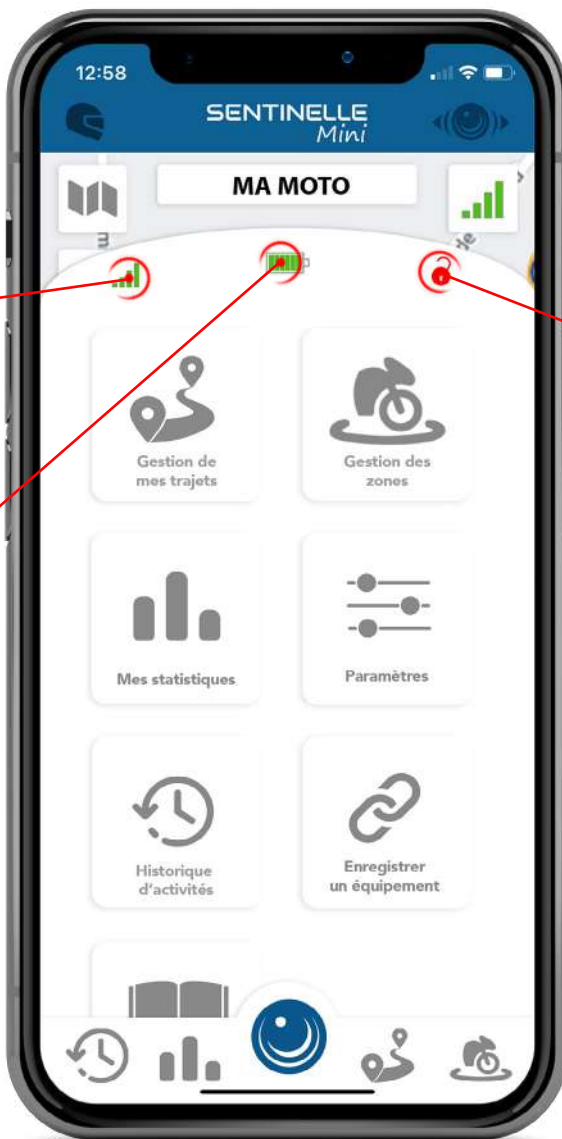 12:58
SENTINELLE
Mini
MA MOTO
Gestion de
mes trajets
Gestion des
zones
Mes statistiques
Paramètres
Historique
d'activités
Enregistrer
un équipement